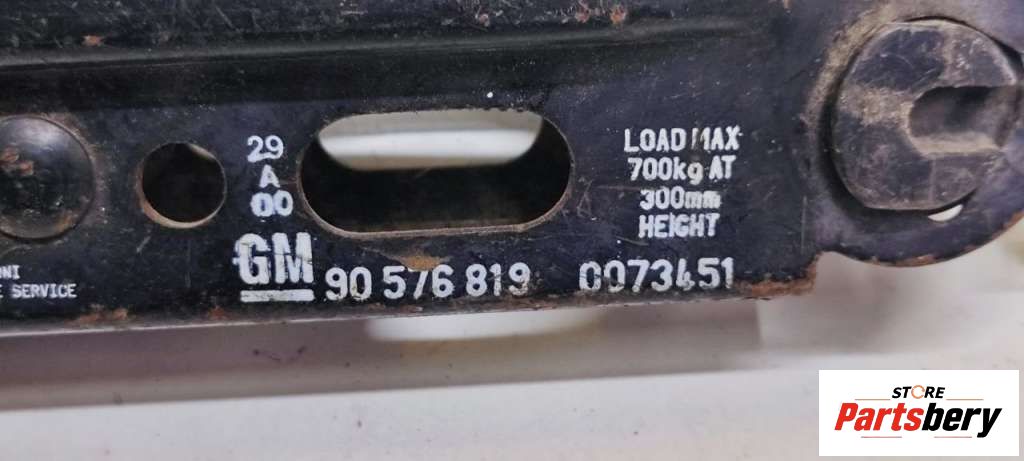 29
A
00
LOAD MAX
700kg AT
300mm
HEIGHT
GM 90 576 819 0073451
SERVICE
STORE
Partsbery